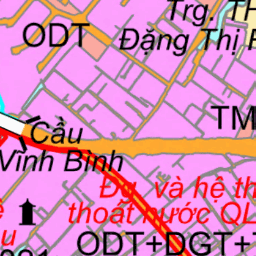 Trg. TH
ODT
Đặng Thị
TM
Cầu
Vĩnh Bình
Đg. và hệ th
thoát nước QL
ODT+DGT+